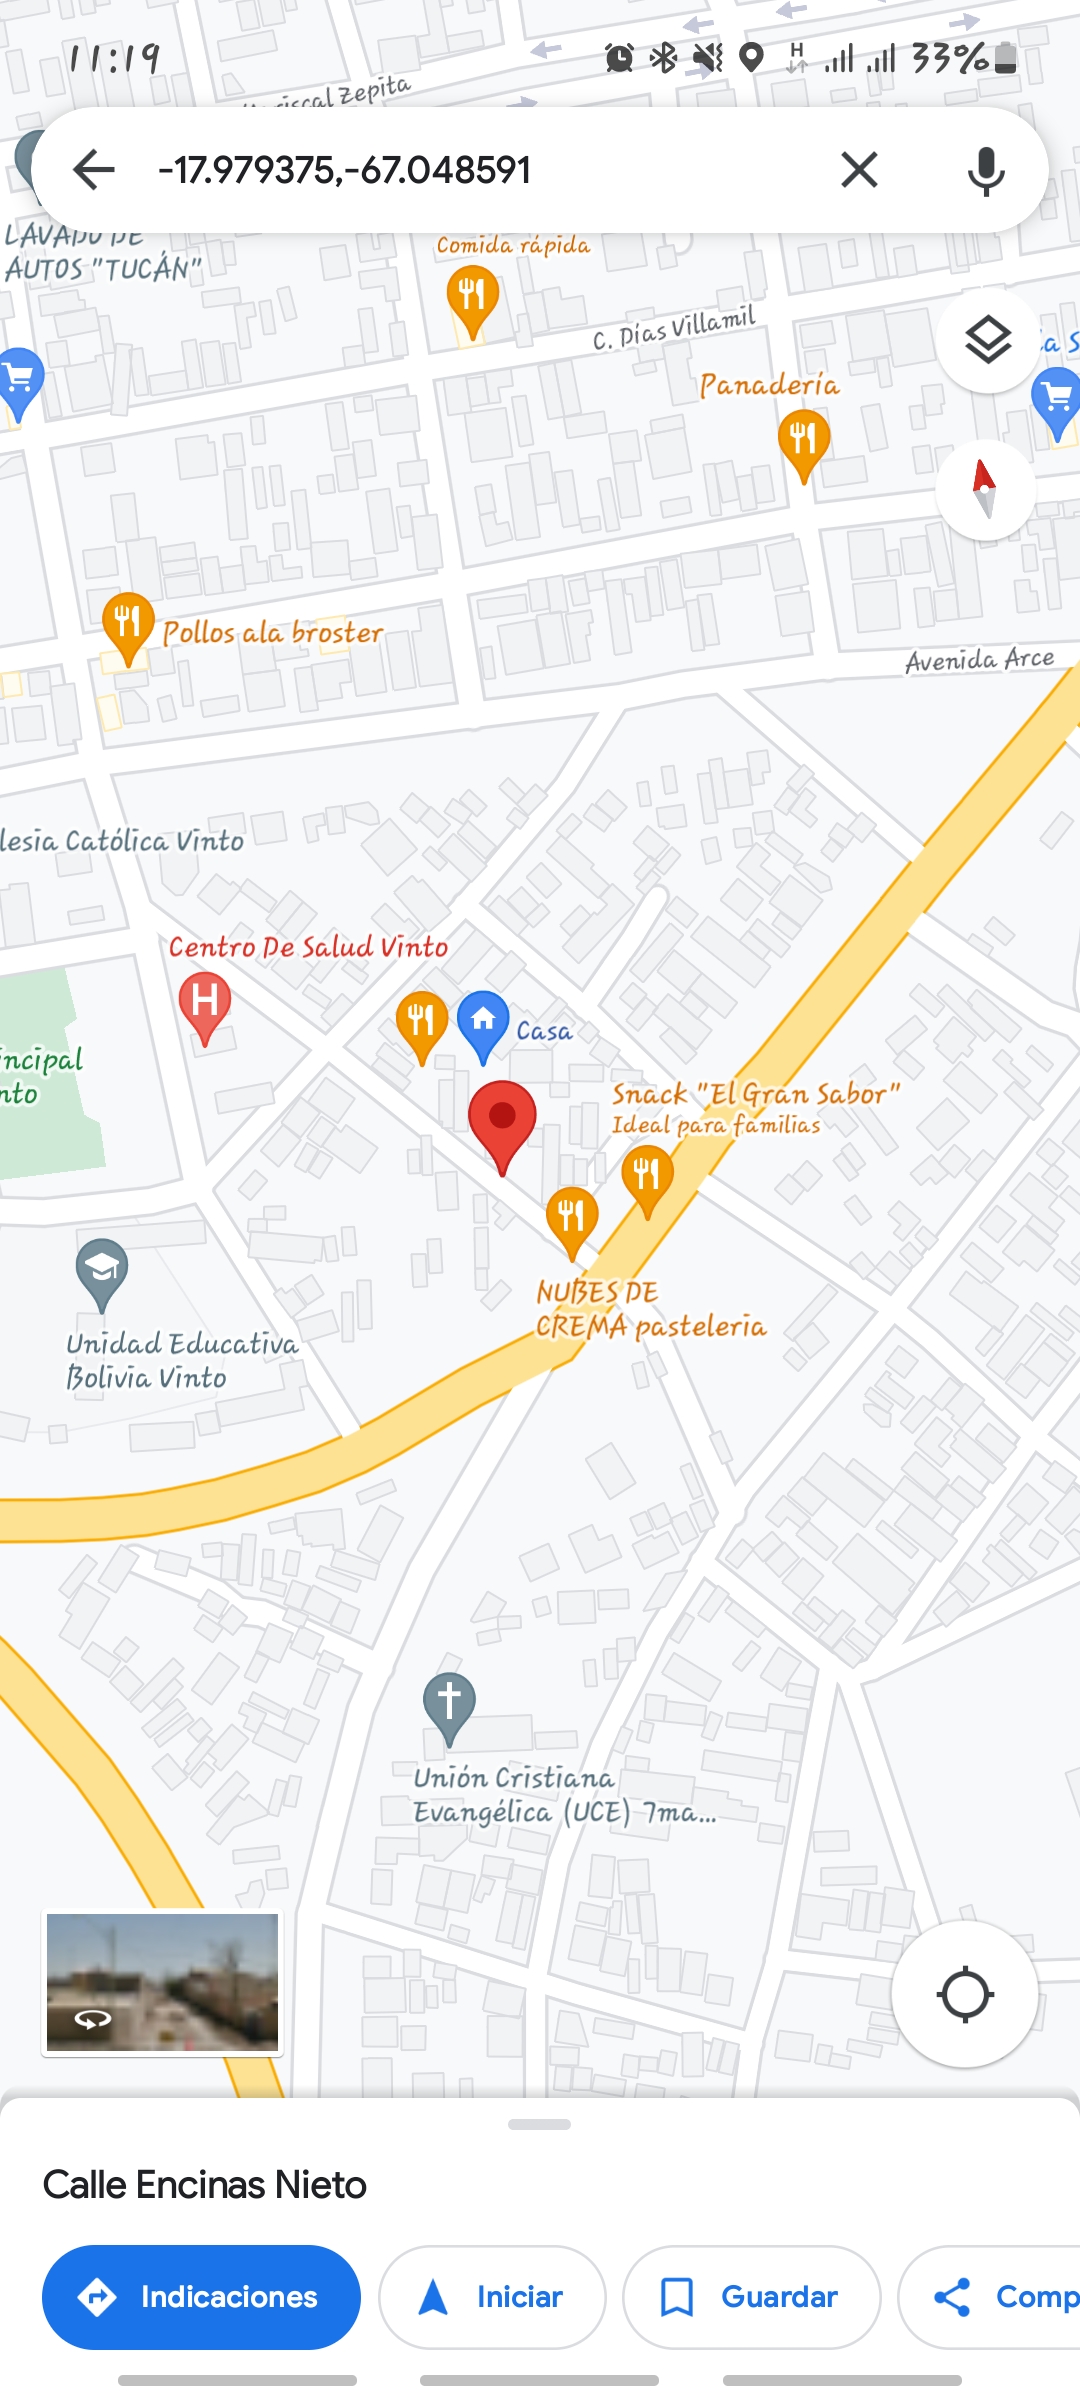 11:19
H
33%
Mariscal Zepita
-17.979375,-67.048591
LAVADO DE
AUTOS "TUCÁN"
Comida rápida
C. Días Villamil
ía S
Panadería
Pollos ala broster
Avenida Arce
lesia Católica Vinto
Centro De Salud Vinto
H
Casa
incipal
nto
Snack "El Gran Sabor"
Ideal para familias
NUBES DE
CREMA pasteleria
Unidad Educativa
Bolivia Vinto
Unión Cristiana
Evangélica (UCE) 7ma...
Calle Encinas Nieto
Indicaciones
Iniciar
Guardar
Comp